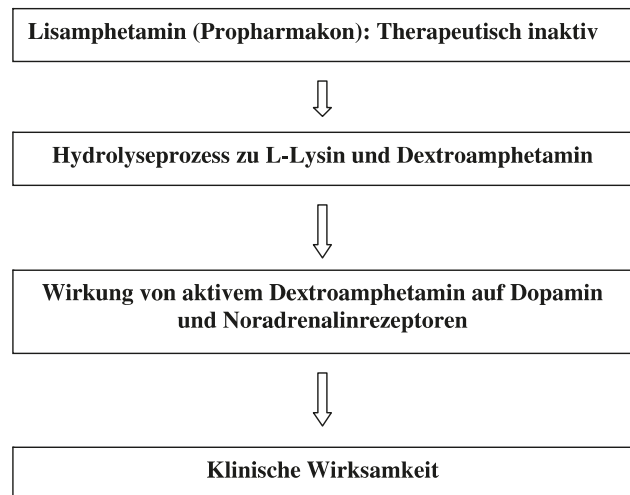 Lisamphetamin (Propharmakon): Therapeutisch inaktiv
Hydrolyseprozess zu L-Lysin und Dextroamphetamin
Wirkung von aktivem Dextroamphetamin auf Dopamin
und Noradrenalinrezeptoren
Klinische Wirksamkeit